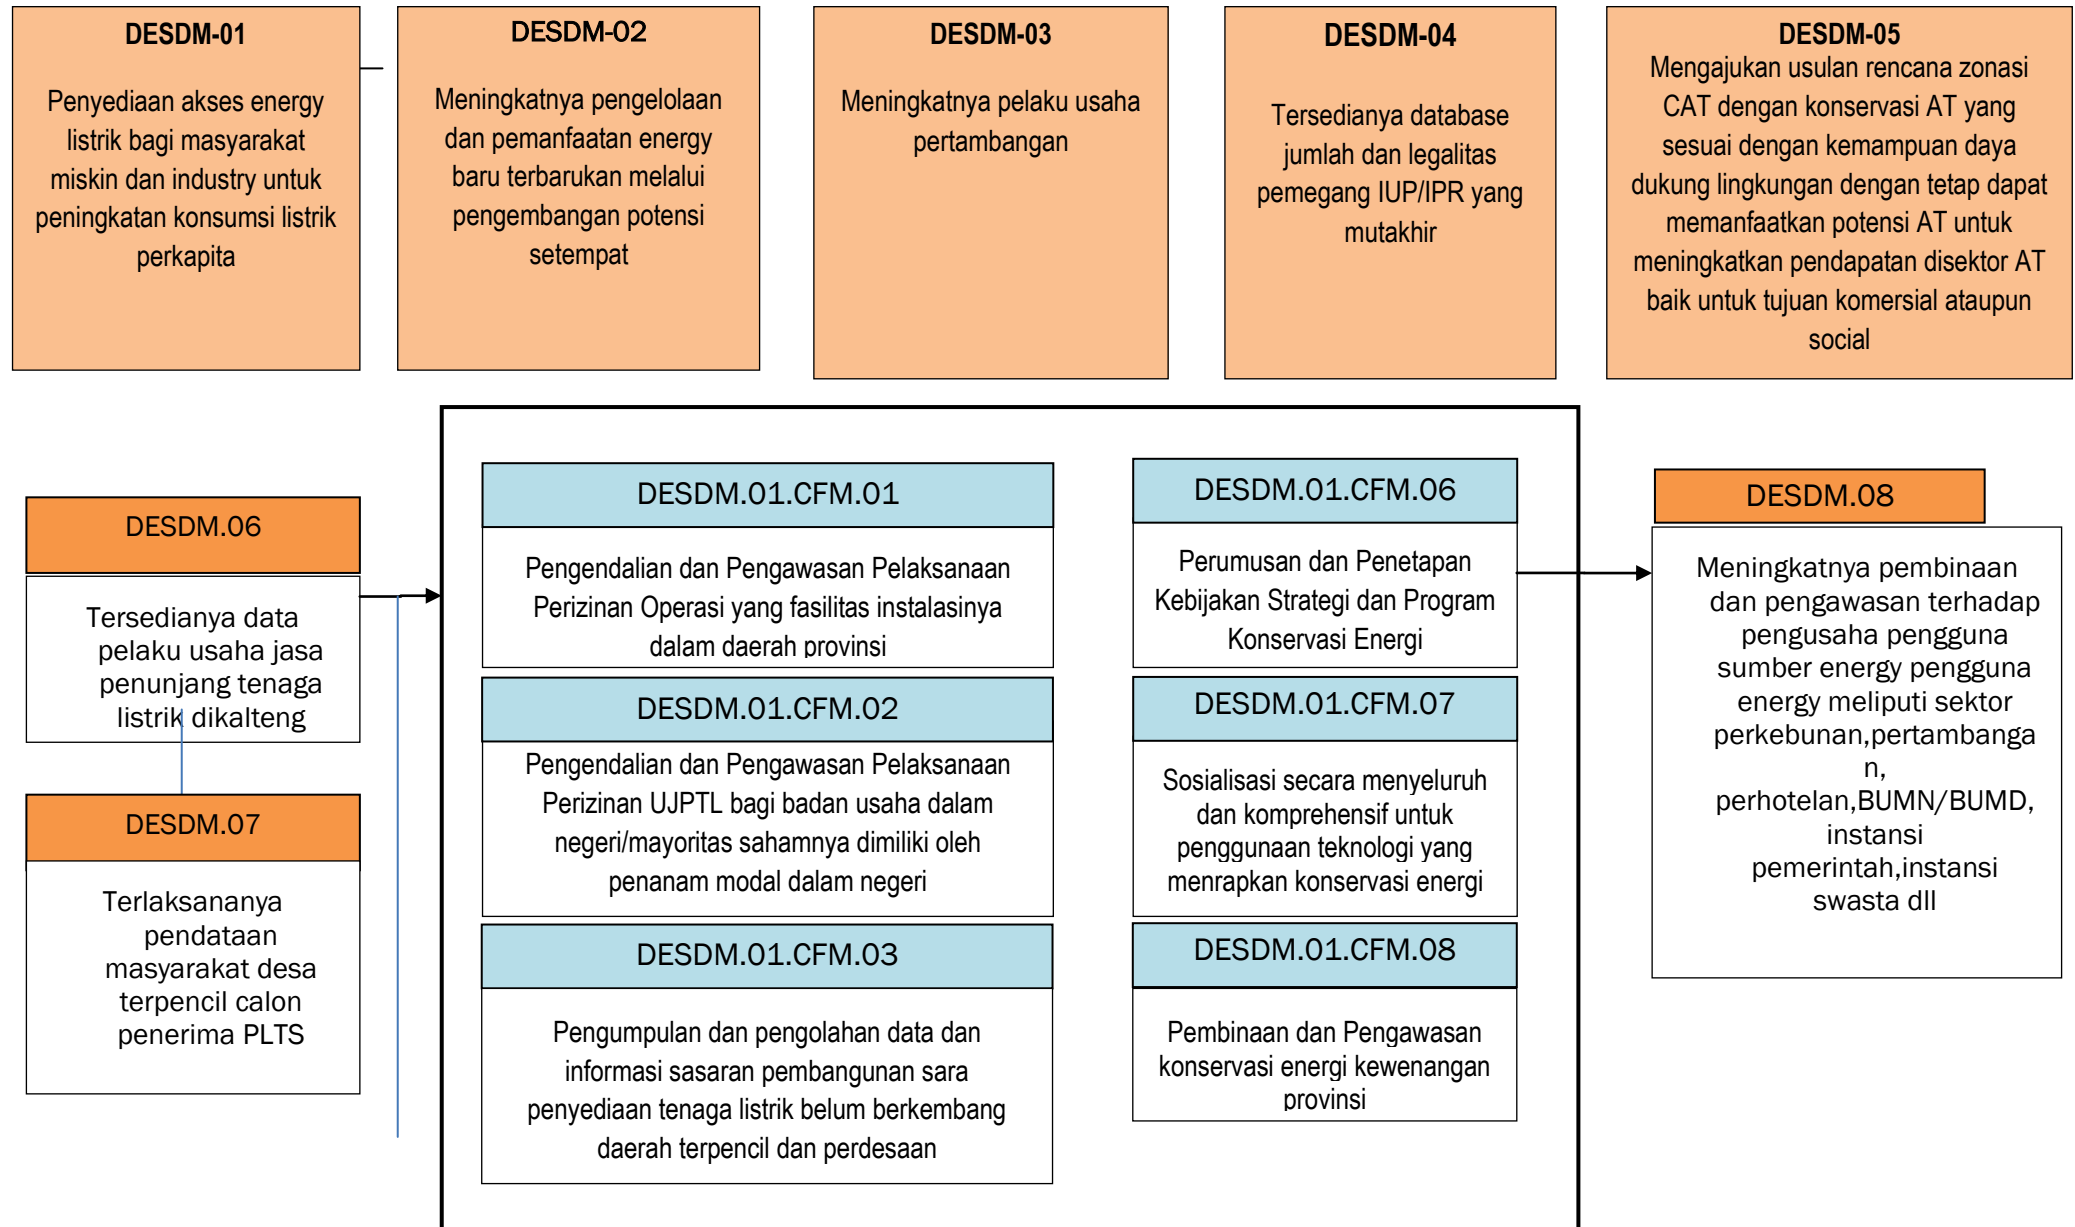 DESDM-01
Penyediaan akses energy
listrik bagi masyarakat
miskin dan industry untuk
peningkatan konsumsi listrik
perkapita
DESDM-02
Meningkatnya pengelolaan
dan pemanfaatan energy
baru terbarukan melalui
pengembangan potensi
setempat
DESDM-03
Meningkatnya pelaku usaha
pertambangan
DESDM-04
Tersedianya database
jumlah dan legalitas
pemegang IUP/IPR yang
mutakhir
DESDM-05
Mengajukan usulan rencana zonasi
CAT dengan konservasi AT yang
sesuai dengan kemampuan daya
dukung lingkungan dengan tetap dapat
memanfaatkan potensi AT untuk
meningkatkan pendapatan disektor AT
baik untuk tujuan komersial ataupun
social
DESDM.06
Tersedianya data
pelaku usaha jasa
penunjang tenaga
listrik dikalteng
DESDM.07
Terlaksananya
pendataan
masyarakat desa
terpencil calon
penerima PLTS
DESDM.01.CFM.01
Pengendalian dan Pengawasan Pelaksanaan
Perizinan Operasi yang fasilitas instalasinya
dalam daerah provinsi
DESDM.01.CFM.02
Pengendalian dan Pengawasan Pelaksanaan
Perizinan UJPTL bagi badan usaha dalam
negeri/mayoritas sahamnya dimiliki oleh
penanam modal dalam negeri
DESDM.01.CFM.03
Pengumpulan dan pengolahan data dan
informasi sasaran pembangunan sara
penyediaan tenaga listrik belum berkembang
daerah terpencil dan perdesaan
DESDM.01.CFM.06
Perumusan dan Penetapan
Kebijakan Strategi dan Program
Konservasi Energi
DESDM.01.CFM.07
Sosialisasi secara menyeluruh
dan komprehensif untuk
penggunaan teknologi yang
menrapkan konservasi energi
DESDM.01.CFM.08
Pembinaan dan Pengawasan
konservasi energi kewenangan
provinsi
DESDM.08
Meningkatnya pembinaan
dan pengawasan terhadap
pengusaha pengguna
sumber energy pengguna
energy meliputi sektor
perkebunan,pertambanga
n,
perhotelan,BUMN/BUMD,
instansi
pemerintah,instansi
swasta dll